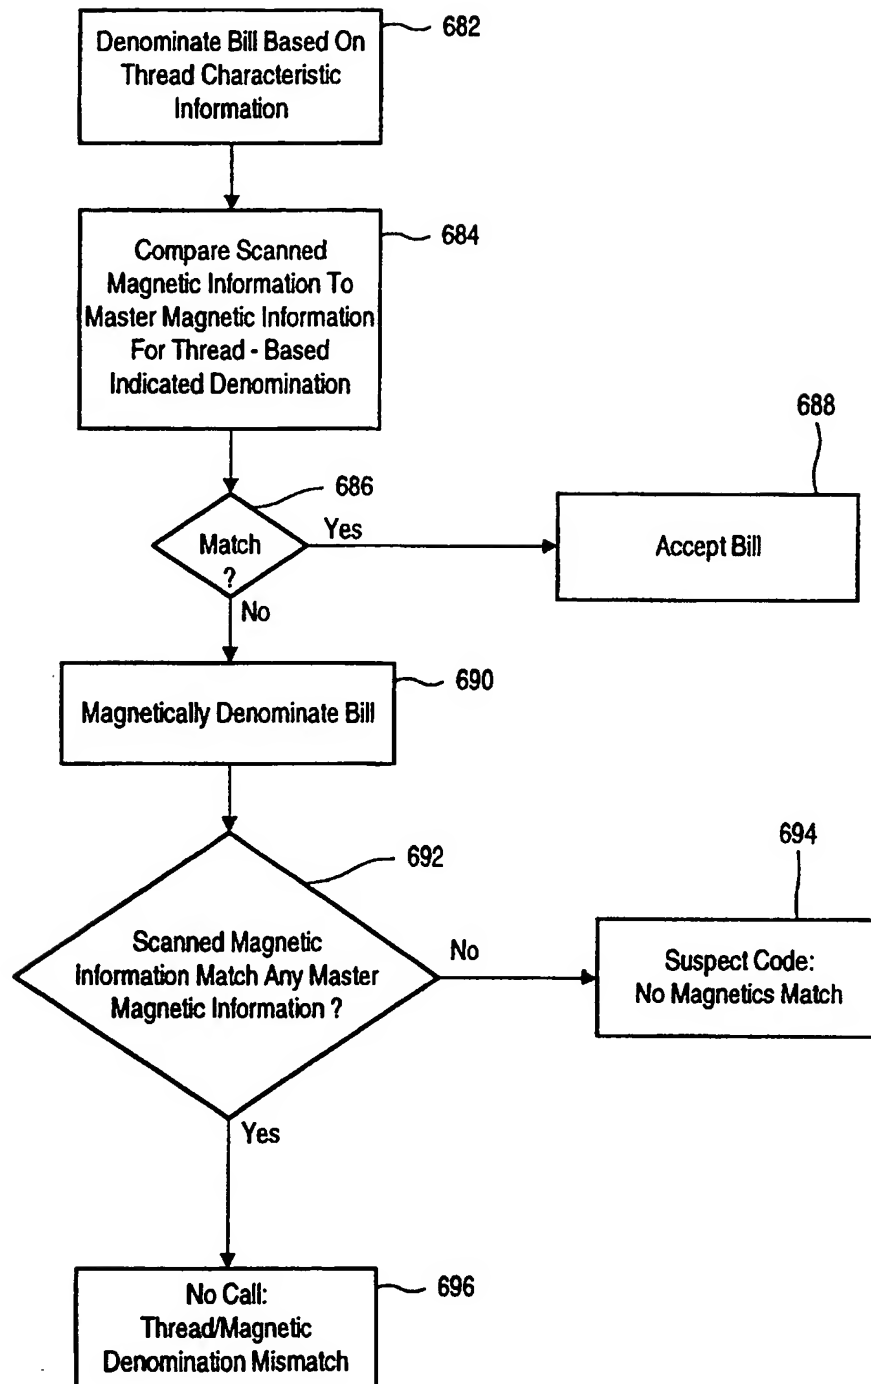 Denominate Bill Based On
Thread Characteristic
Information
682
Compare Scanned
Magnetic Information To
Master Magnetic Information
For Thread - Based
Indicated Denomination
684
Match
?
686
Yes
No
688
Accept Bill
Magnetically Denominate Bill
690
692
Scanned Magnetic
Information Match Any Master
Magnetic Information ?
No
Yes
694
Suspect Code:
No Magnetics Match
No Call:
Thread/Magnetic
Denomination Mismatch
696